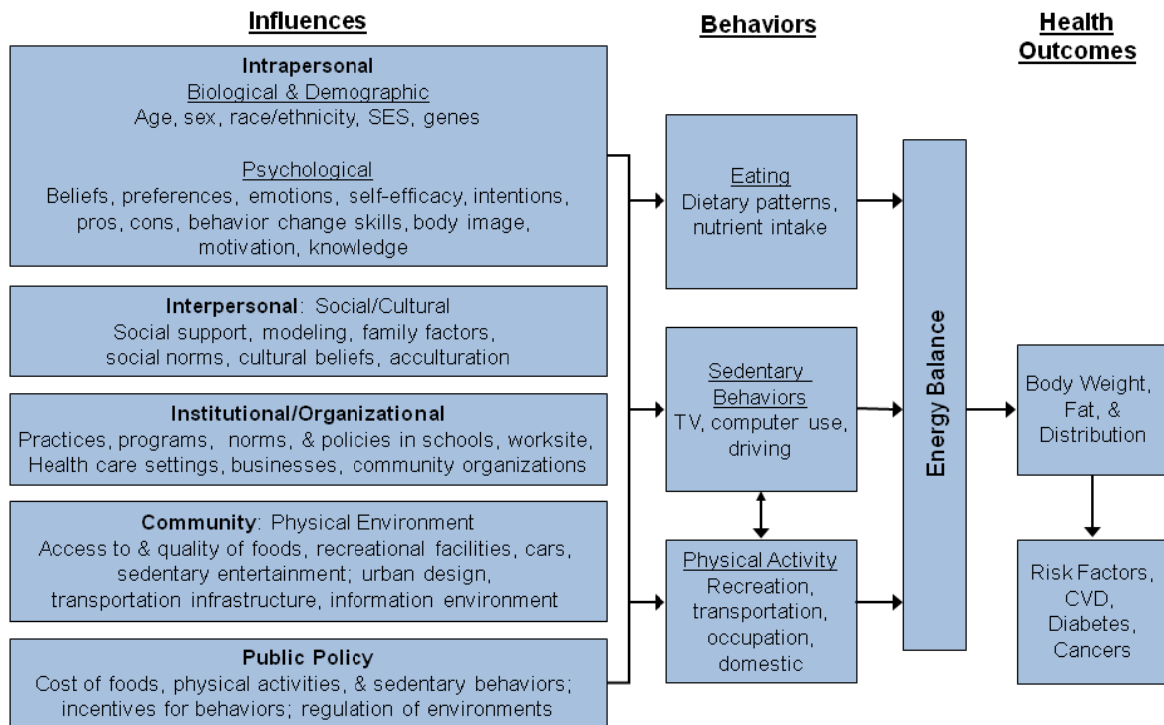 Influences
Intrapersonal
Biological & Demographic
Age, sex, race/ethnicity, SES, genes
Psychological
Beliefs, preferences, emotions, self-efficacy, intentions,
pros, cons, behavior change skills, body image,
motivation, knowledge
Interpersonal: Social/Cultural
Social support, modeling, family factors,
social norms, cultural beliefs, acculturation
Institutional/Organizational
Practices, programs, norms, & policies in schools, worksite,
Health care settings, businesses, community organizations
Community: Physical Environment
Access to & quality of foods, recreational facilities, cars,
sedentary entertainment; urban design,
transportation infrastructure, information environment
Public Policy
Cost of foods, physical activities, & sedentary behaviors;
incentives for behaviors; regulation of environments
Behaviors
Eating
Dietary patterns,
nutrient intake
Sedentary
Behaviors
TV, computer use,
driving
Physical Activity
Recreation,
transportation,
occupation,
domestic
Energy Balance
Health
Outcomes
Body Weight,
Fat, &
Distribution
Risk Factors,
CVD,
Diabetes,
Cancers